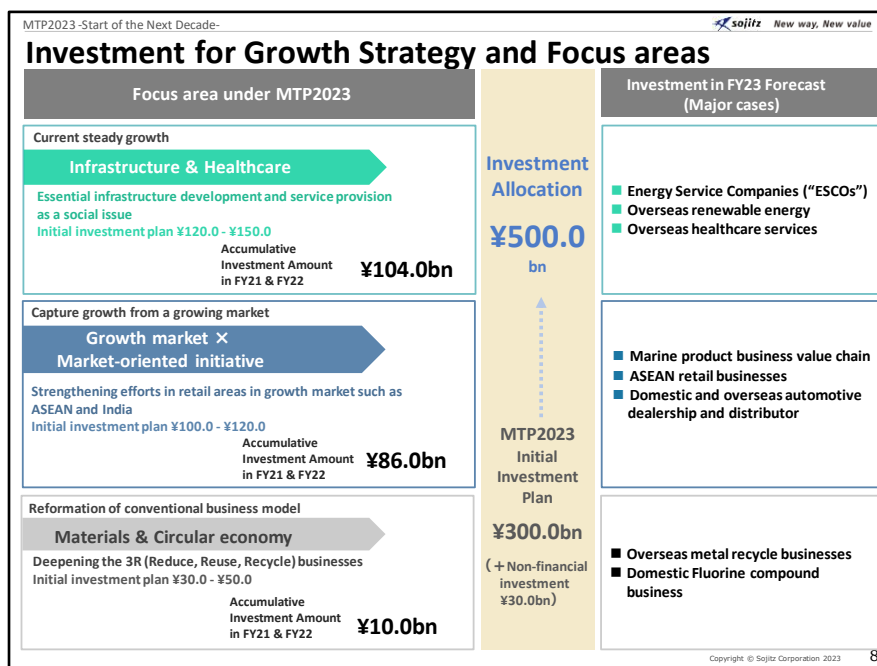 MTP2023 -Start of the Next Decade-
sojitz New way, New value
Investment for Growth Strategy and Focus areas
Focus area under MTP2023
Current steady growth
Infrastructure & Healthcare
Essential infrastructure development and service provision
as a social issue
Initial investment plan ¥120.0 - ¥150.0
Accumulative
Investment Amount
in FY21 & FY22
¥104.0bn
Capture growth from a growing market
Growth market ×
Market-oriented initiative
Strengthening efforts in retail areas in growth market such as
ASEAN and India
Initial investment plan ¥100.0 - ¥120.0
Accumulative
Investment Amount
in FY21 & FY22
¥86.0bn
Reformation of conventional business model
Materials & Circular economy
Deepening the 3R (Reduce, Reuse, Recycle) businesses
Initial investment plan ¥30.0 - ¥50.0
Accumulative
Investment Amount
in FY21 & FY22
¥10.0bn
Investment
Allocation
¥500.0
bn
MTP2023
Initial
Investment
Plan
¥300.0bn
(+Non-financial
investment
¥30.0bn)
Investment in FY23 Forecast
(Major cases)
■ Energy Service Companies (“ESCOs”)
■ Overseas renewable energy
■ Overseas healthcare services
■ Marine product business value chain
■ ASEAN retail businesses
■ Domestic and overseas automotive
dealership and distributor
■ Overseas metal recycle businesses
■ Domestic Fluorine compound
business
Copyright © Sojitz Corporation 2023
8